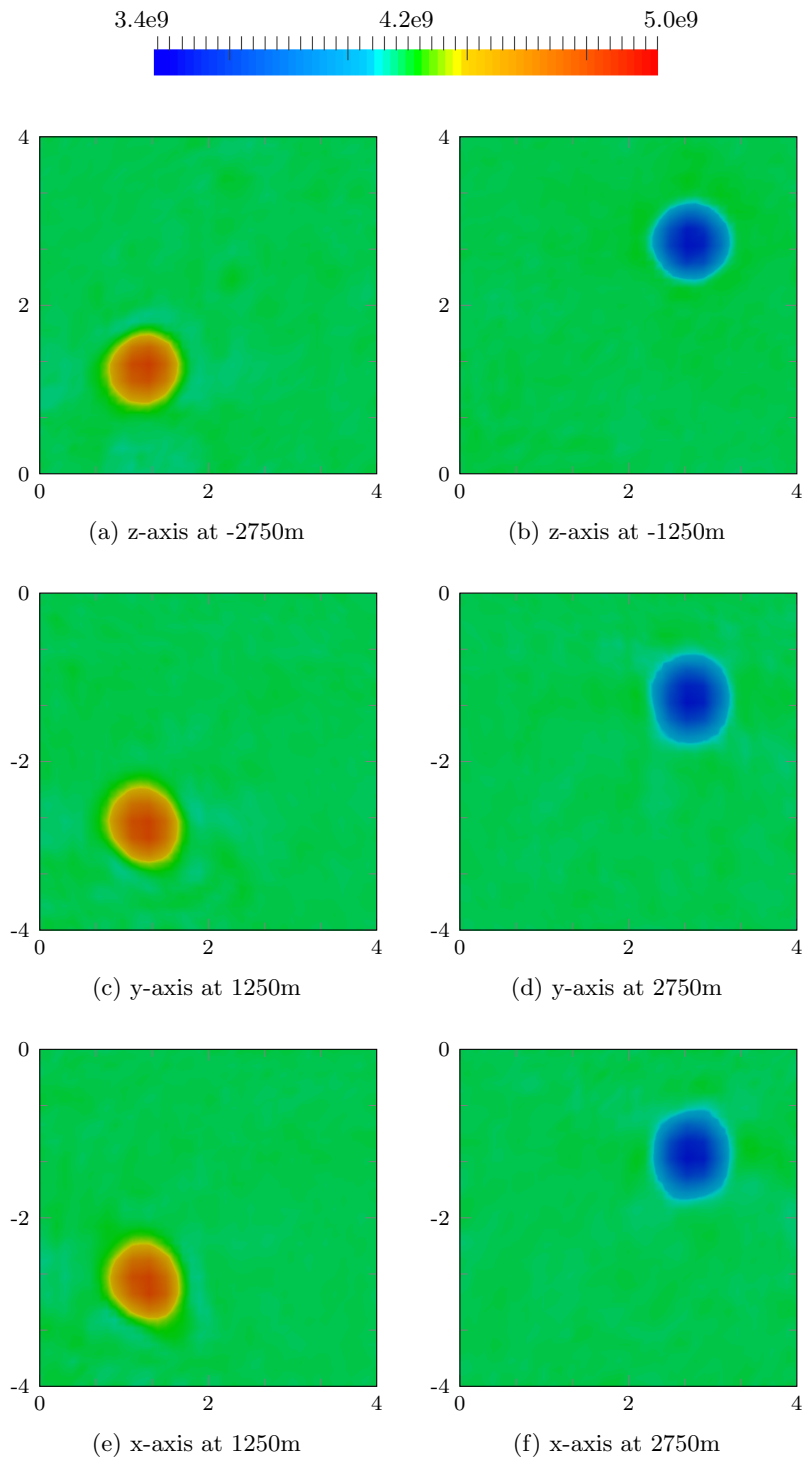 3.4e9 4.2e9 5.0e9
4 4
2 2
0 0
0 2 4 0 2 4
(a) z-axis at -2750m (b) z-axis at -1250m
0 0
-2 -2
-4 -4
0 2 4 0 2 4
(c) y-axis at 1250m (d) y-axis at 2750m
0 0
-2 -2
-4 -4
0 2 4 0 2 4
(e) x-axis at 1250m (f) x-axis at 2750m